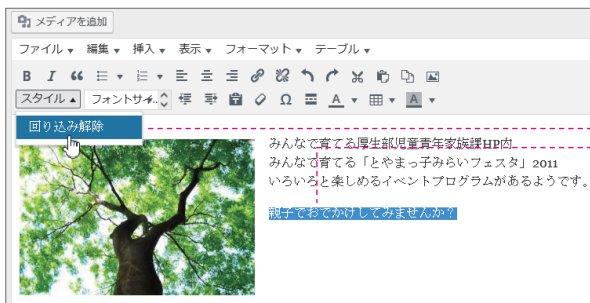 メディアを追加
ファイル 編集 挿入 表示 フォーマット テーブル
B I
スタイル フォントサイ.. Ω A A
回り込み解除
みんなで育てる厚生部児童青年家族課HP内
みんなで育てる「とやまっ子みらいフェスタ」2011
いろいろと楽しめるイベントプログラムがあるようです。
親子でおでかけしてみませんか？